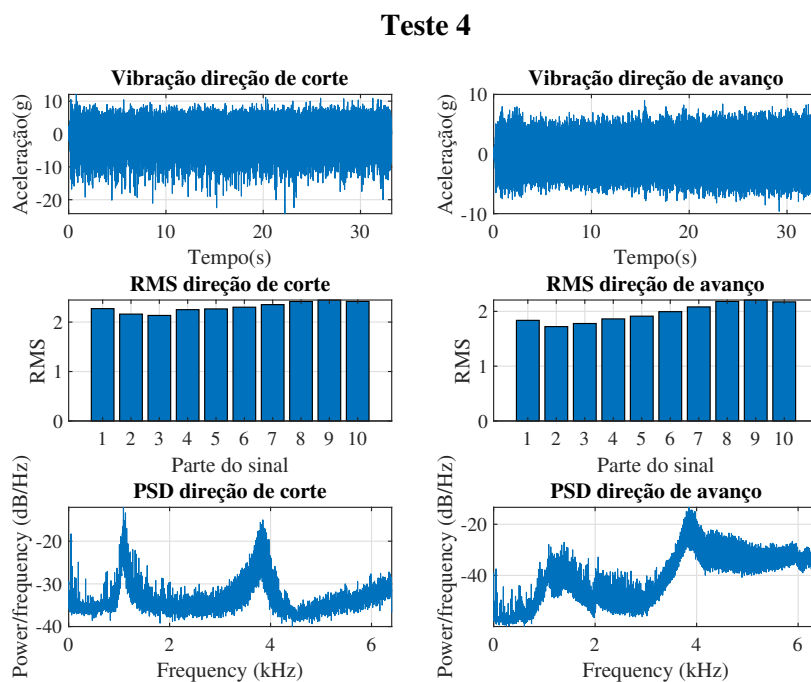 Teste 4
Vibração direção de corte
Aceleração(g)
10
0
-10
-20
0 10 20 30
Tempo(s)
Vibração direção de avanço
Aceleração(g)
10
0
-10
0 10 20 30
Tempo(s)
RMS direção de corte
RMS
2
1
0
1 2 3 4 5 6 7 8 9 10
Parte do sinal
RMS direção de avanço
RMS
2
1
0
1 2 3 4 5 6 7 8 9 10
Parte do sinal
PSD direção de corte
Power/frequency (dB/Hz)
-20
-30
-40
0 2 4 6
Frequency (kHz)
PSD direção de avanço
Power/frequency (dB/Hz)
-20
-40
0 2 4 6
Frequency (kHz)